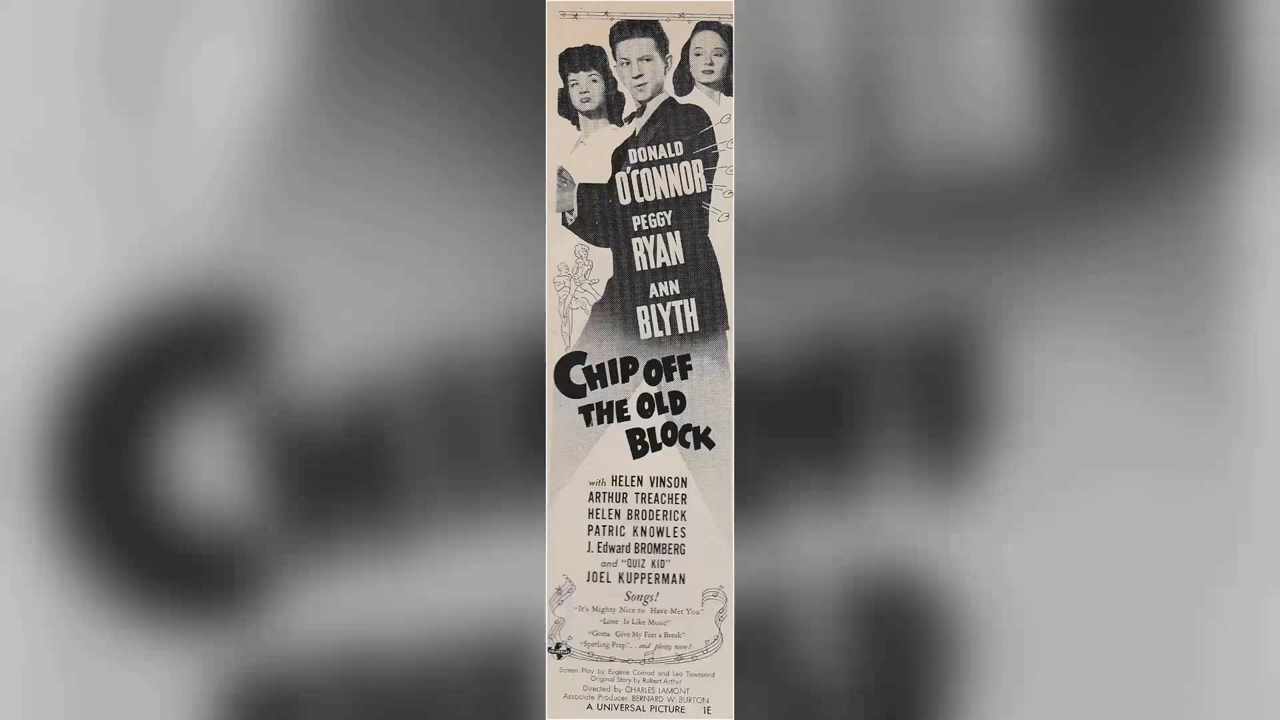 DONALD
O'CONNOR
PEGGY
RYAN
ANN
BLYTH
CHIP OFF
THE OLD
BLOCK
with HELEN VINSON
ARTHUR TREACHER
HELEN BRODERICK
PATRIC KNOWLES
J. Edward BROMBERG
and "QUIZ KID"
JOEL KUPPERMAN
Songs!
"It's Mighty Nice to Have Met You"
"Love Is Like Music"
"Gotta Give My Feet a Break"
"Sperling Prep"... and plenty more!
Screen Play by Eugene Conrad and Leo Townsend
Original Story by Robert Arthur
Directed by CHARLES LAMONT
Associate Producer, BERNARD W. BURTON
A UNIVERSAL PICTURE 1E